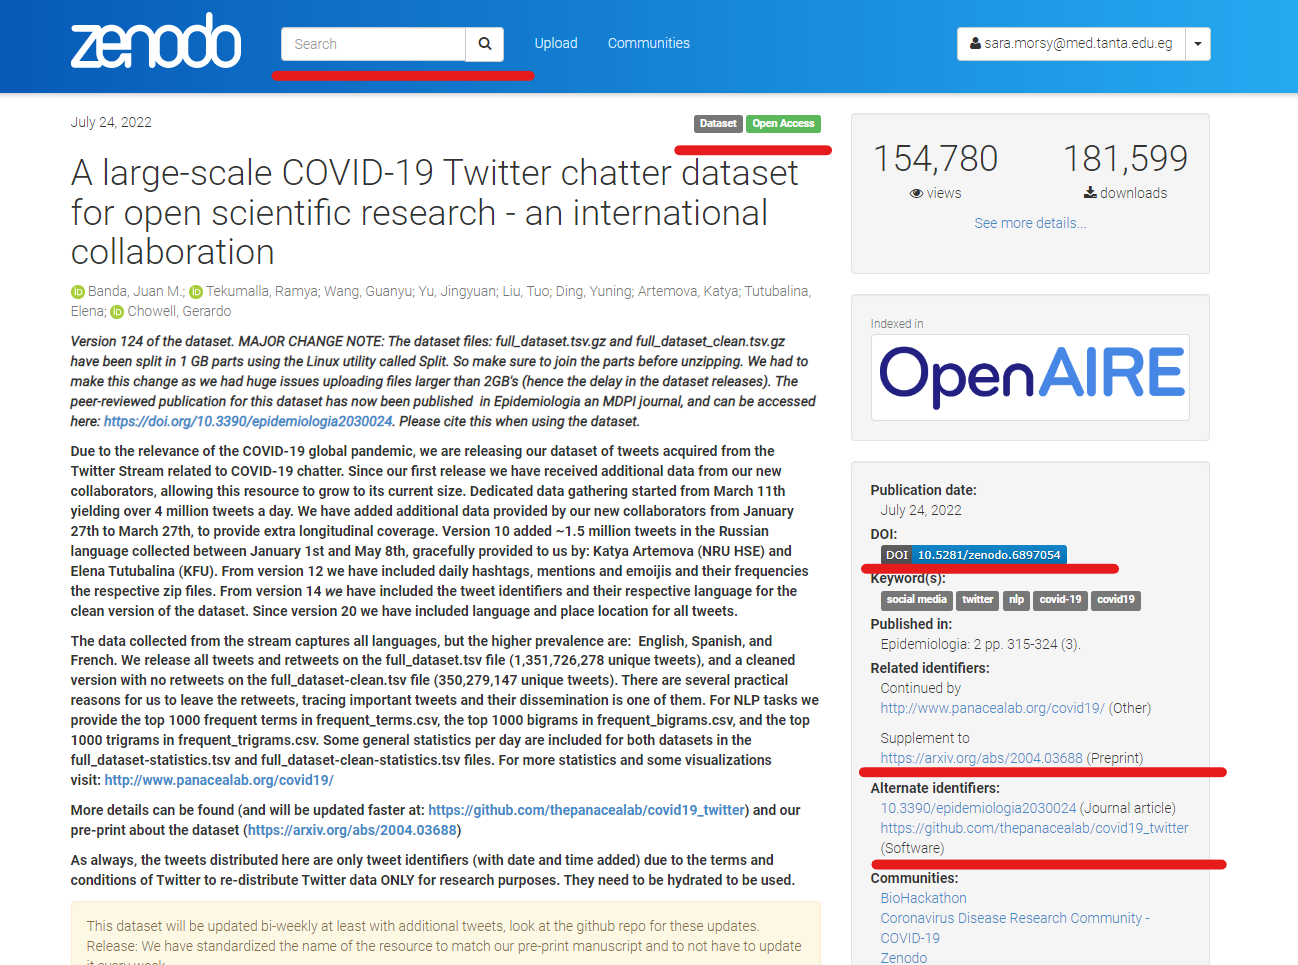 zenodo
Search
Upload
Communities
sara.morsy@med.tanta.edu.eg
July 24, 2022
Dataset
Open Access
A large-scale COVID-19 Twitter chatter dataset
for open scientific research - an international
collaboration
iD Banda, Juan M.; iD Tekumalla, Ramya; Wang, Guanyu; Yu, Jingyuan; Liu, Tuo; Ding, Yuning; Artemova, Katya; Tutubalina,
Elena; iD Chowell, Gerardo
Version 124 of the dataset. MAJOR CHANGE NOTE: The dataset files: full_dataset.tsv.gz and full_dataset_clean.tsv.gz
have been split in 1 GB parts using the Linux utility called Split. So make sure to join the parts before unzipping. We had to
make this change as we had huge issues uploading files larger than 2GB's (hence the delay in the dataset releases). The
peer-reviewed publication for this dataset has now been published  in Epidemiologia an MDPI journal, and can be accessed
here: https://doi.org/10.3390/epidemiologia2030024. Please cite this when using the dataset.
Due to the relevance of the COVID-19 global pandemic, we are releasing our dataset of tweets acquired from the
Twitter Stream related to COVID-19 chatter. Since our first release we have received additional data from our new
collaborators, allowing this resource to grow to its current size. Dedicated data gathering started from March 11th
yielding over 4 million tweets a day. We have added additional data provided by our new collaborators from January
27th to March 27th, to provide extra longitudinal coverage. Version 10 added ~1.5 million tweets in the Russian
language collected between January 1st and May 8th, gracefully provided to us by: Katya Artemova (NRU HSE) and
Elena Tutubalina (KFU). From version 12 we have included daily hashtags, mentions and emoijis and their frequencies
the respective zip files. From version 14 we have included the tweet identifiers and their respective language for the
clean version of the dataset. Since version 20 we have included language and place location for all tweets.
The data collected from the stream captures all languages, but the higher prevalence are:  English, Spanish, and
French. We release all tweets and retweets on the full_dataset.tsv file (1,351,726,278 unique tweets), and a cleaned
version with no retweets on the full_dataset-clean.tsv file (350,279,147 unique tweets). There are several practical
reasons for us to leave the retweets, tracing important tweets and their dissemination is one of them. For NLP tasks we
provide the top 1000 frequent terms in frequent_terms.csv, the top 1000 bigrams in frequent_bigrams.csv, and the top
1000 trigrams in frequent_trigrams.csv. Some general statistics per day are included for both datasets in the
full_dataset-statistics.tsv and full_dataset-clean-statistics.tsv files. For more statistics and some visualizations
visit: http://www.panacealab.org/covid19/
More details can be found (and will be updated faster at: https://github.com/thepanacealab/covid19_twitter) and our
pre-print about the dataset (https://arxiv.org/abs/2004.03688)
As always, the tweets distributed here are only tweet identifiers (with date and time added) due to the terms and
conditions of Twitter to re-distribute Twitter data ONLY for research purposes. They need to be hydrated to be used.
This dataset will be updated bi-weekly at least with additional tweets, look at the github repo for these updates.
Release: We have standardized the name of the resource to match our pre-print manuscript and to not have to update
it every week.
154,780
views
181,599
downloads
See more details...
Indexed in
OpenAIRE
Publication date:
July 24, 2022
DOI:
DOI 10.5281/zenodo.6897054
Keyword(s):
social media twitter nlp covid-19 covid19
Published in:
Epidemiologia: 2 pp. 315-324 (3).
Related identifiers:
Continued by
http://www.panacealab.org/covid19/ (Other)
Supplement to
https://arxiv.org/abs/2004.03688 (Preprint)
Alternate identifiers:
10.3390/epidemiologia2030024 (Journal article)
https://github.com/thepanacealab/covid19_twitter
(Software)
Communities:
BioHackathon
Coronavirus Disease Research Community -
COVID-19
Zenodo